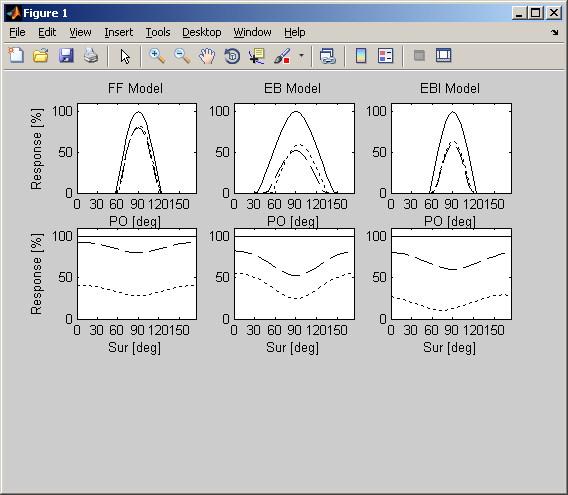 Figure 1
File Edit View Insert Tools Desktop Window Help
FF Model EB Model EBI Model
Response [%]
100 100 100
50 50 50
0 0 0
0 30 60 90 120150 0 30 60 90 120150 0 30 60 90 120150
PO [deg] PO [deg] PO [deg]
Response [%]
100 100 100
50 50 50
0 0 0
0 30 60 90 120150 0 30 60 90 120150 0 30 60 90 120150
Sur [deg] Sur [deg] Sur [deg]